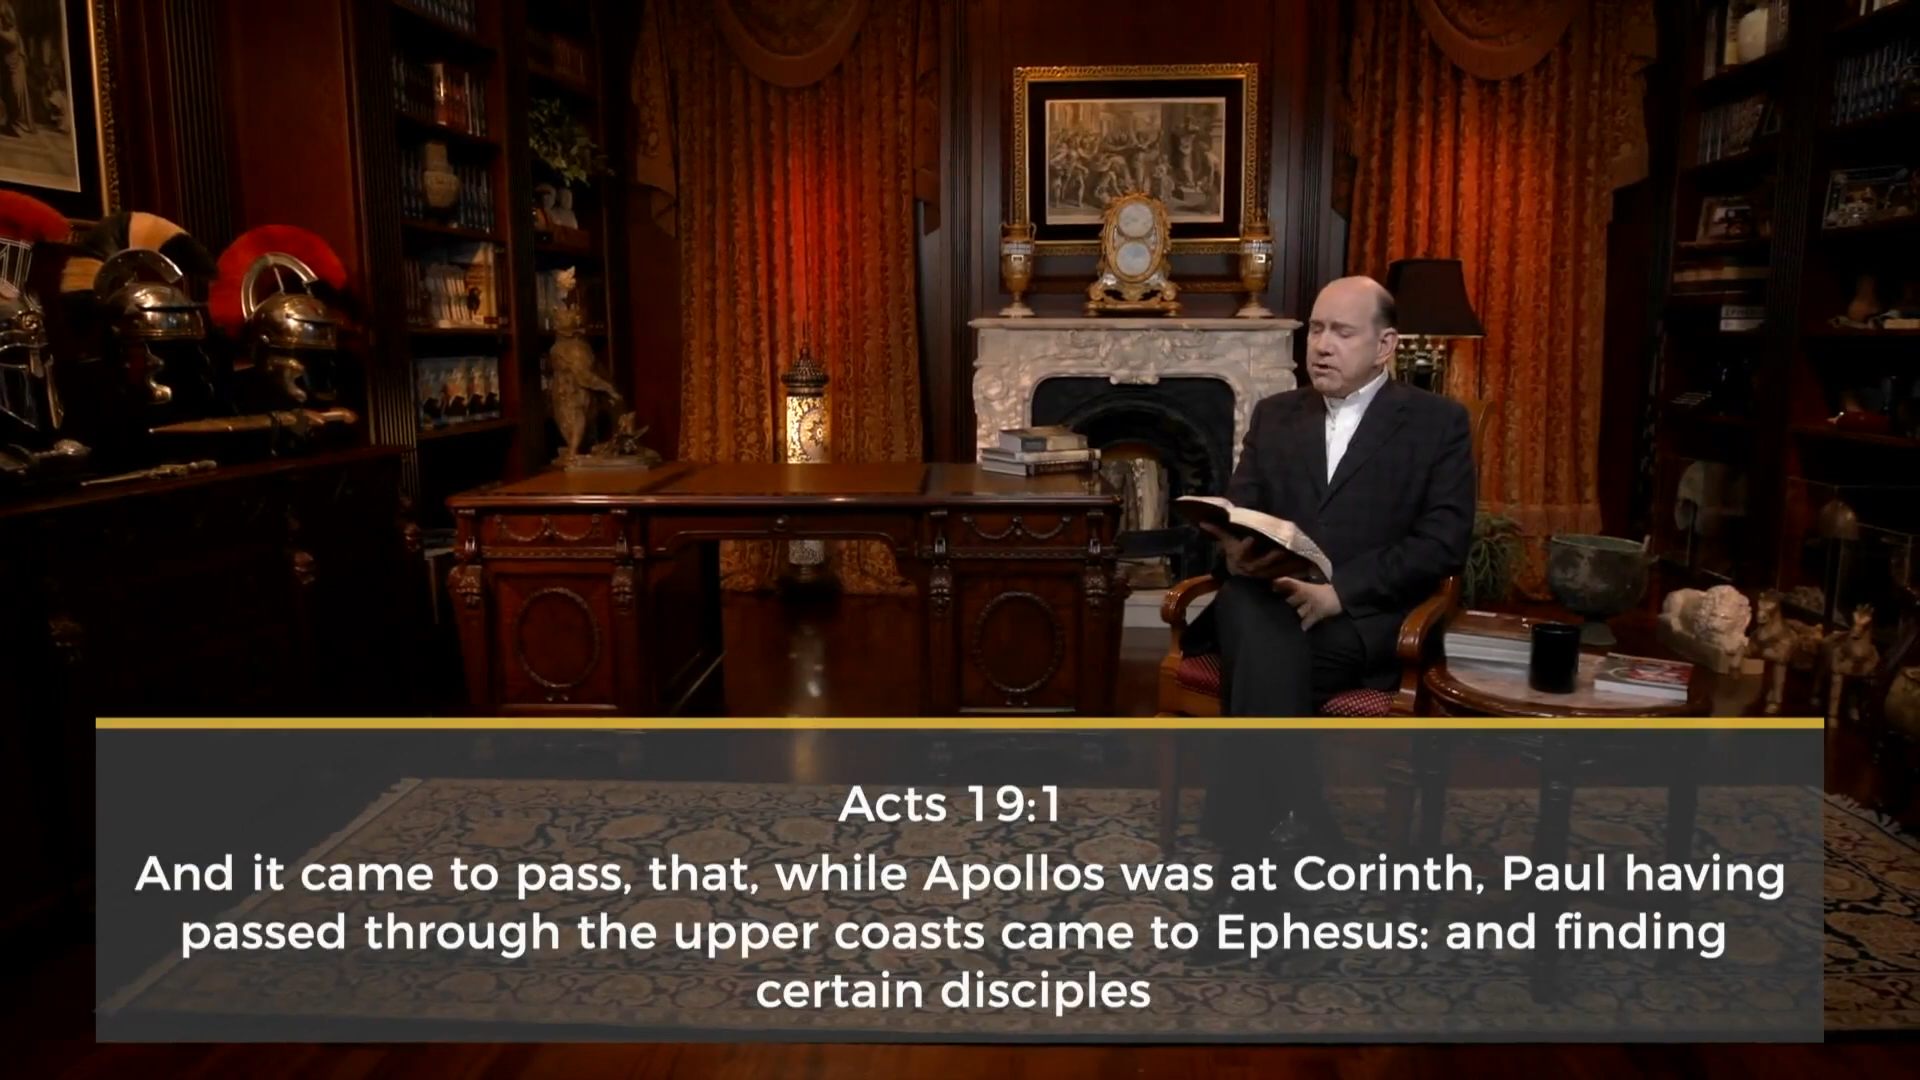 Acts 19:1
And it came to pass, that, while Apollos was at Corinth, Paul having
passed through the upper coasts came to Ephesus: and finding
certain disciples